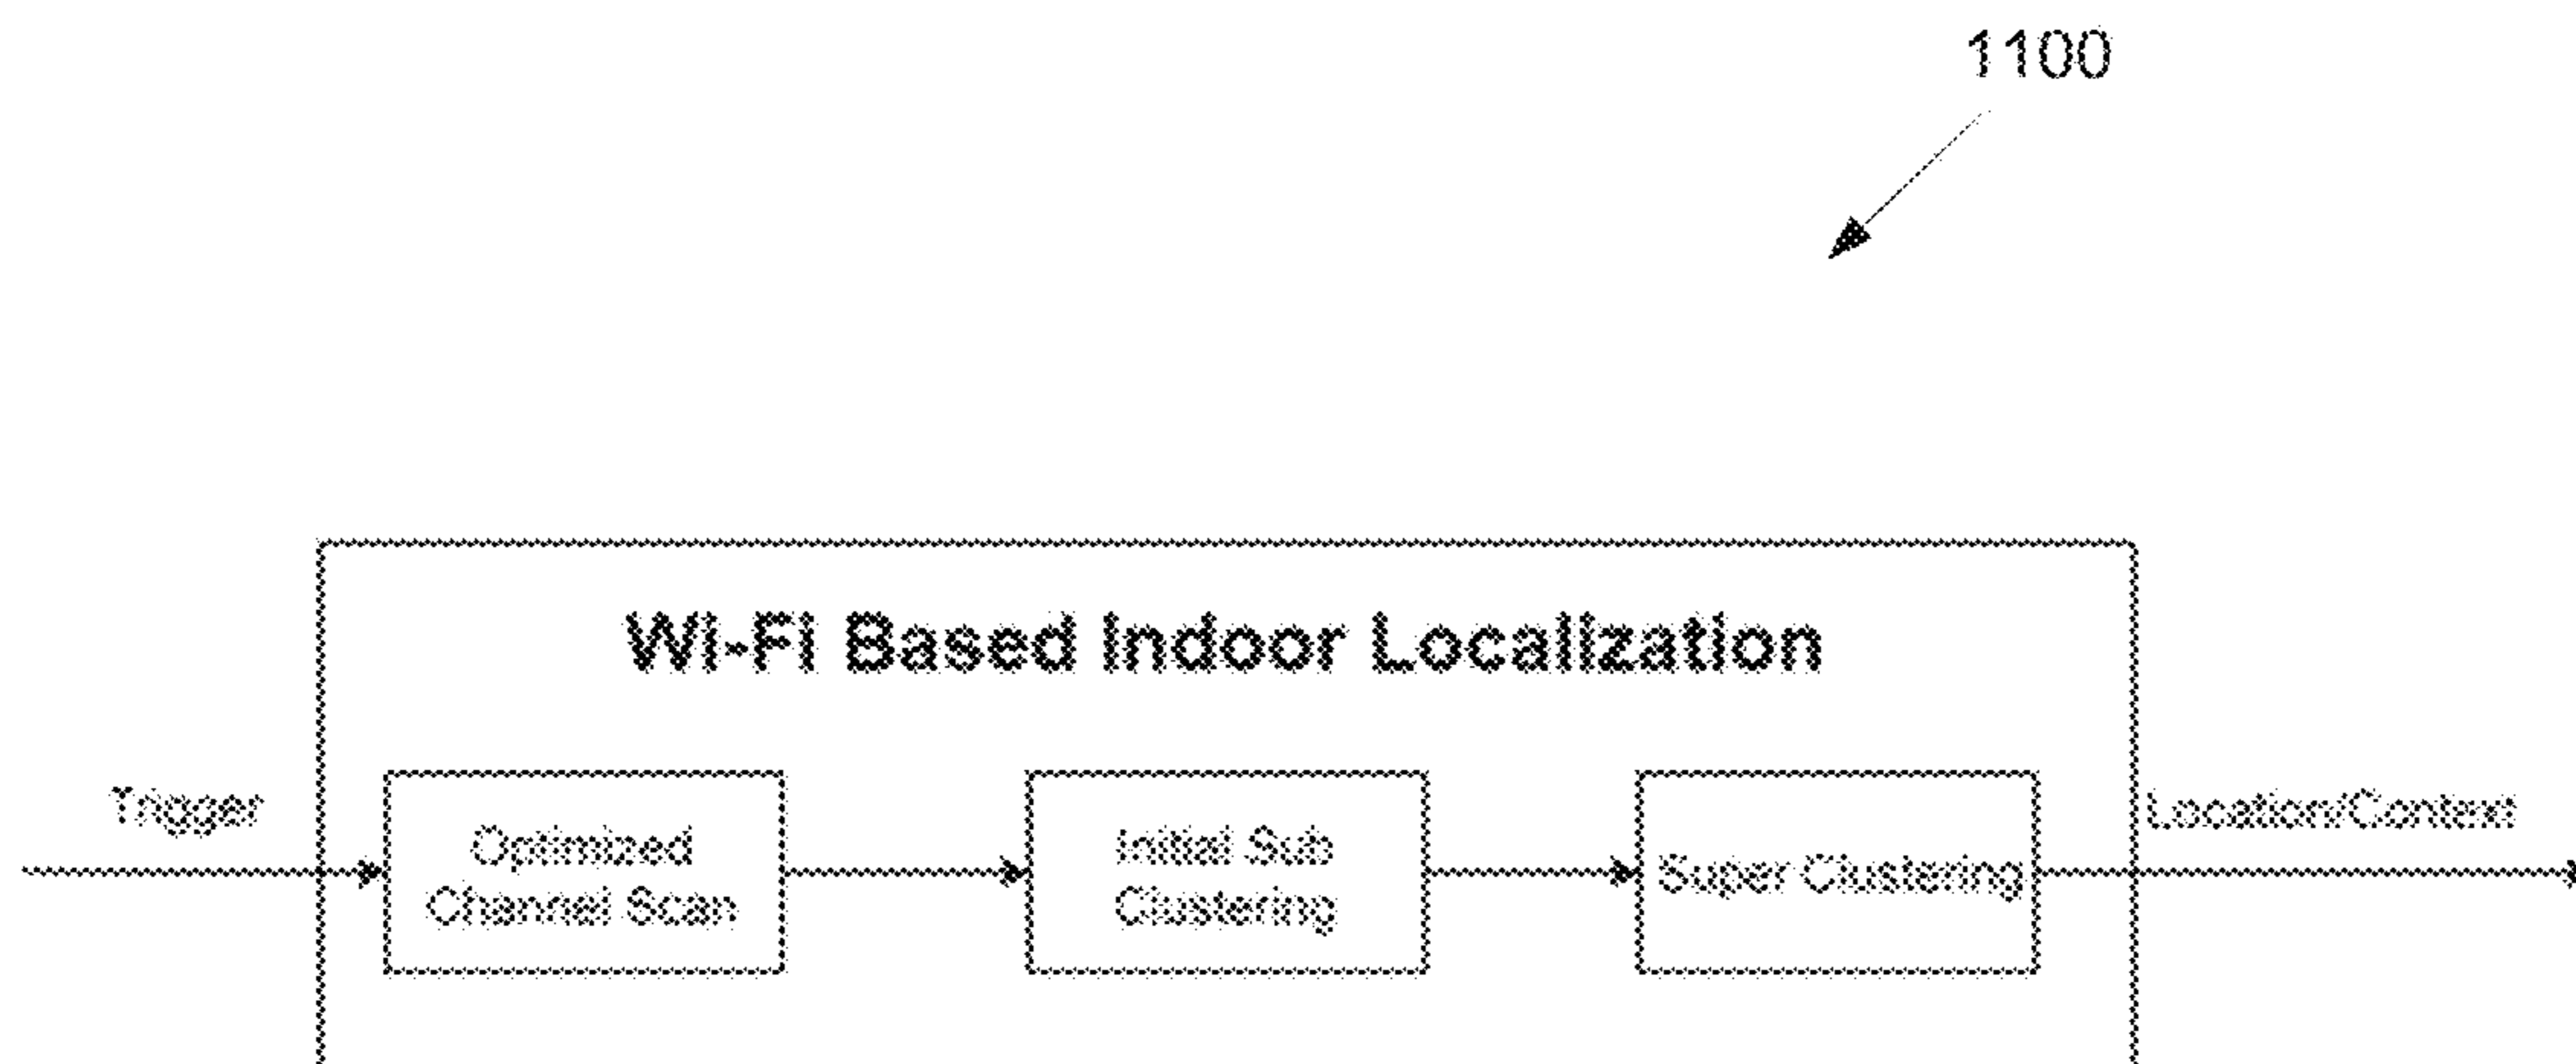 1100
Wi-Fi Based Indoor Localization
Trigger
Optimized
Channel Scan
Initial Sub
Clustering
Super Clustering
Location/Context